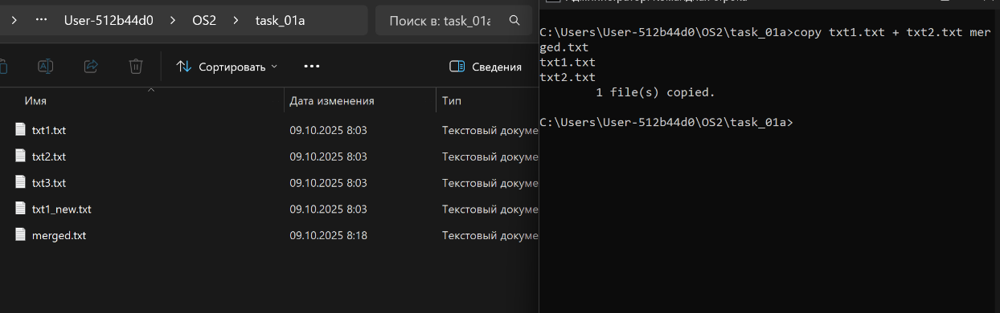 User-512b44d0 OS2 task_01a Поиск в: task_01a
Сортировать Сведения
Имя Дата изменения Тип
txt1.txt 09.10.2025 8:03 Текстовый докуме
txt2.txt 09.10.2025 8:03 Текстовый докуме
txt3.txt 09.10.2025 8:03 Текстовый докуме
txt1_new.txt 09.10.2025 8:03 Текстовый докуме
merged.txt 09.10.2025 8:18 Текстовый докуме
Администратор: Командная строка
C:\Users\User-512b44d0\OS2\task_01a>copy txt1.txt + txt2.txt mer
ged.txt
txt1.txt
txt2.txt
1 file(s) copied.
C:\Users\User-512b44d0\OS2\task_01a>